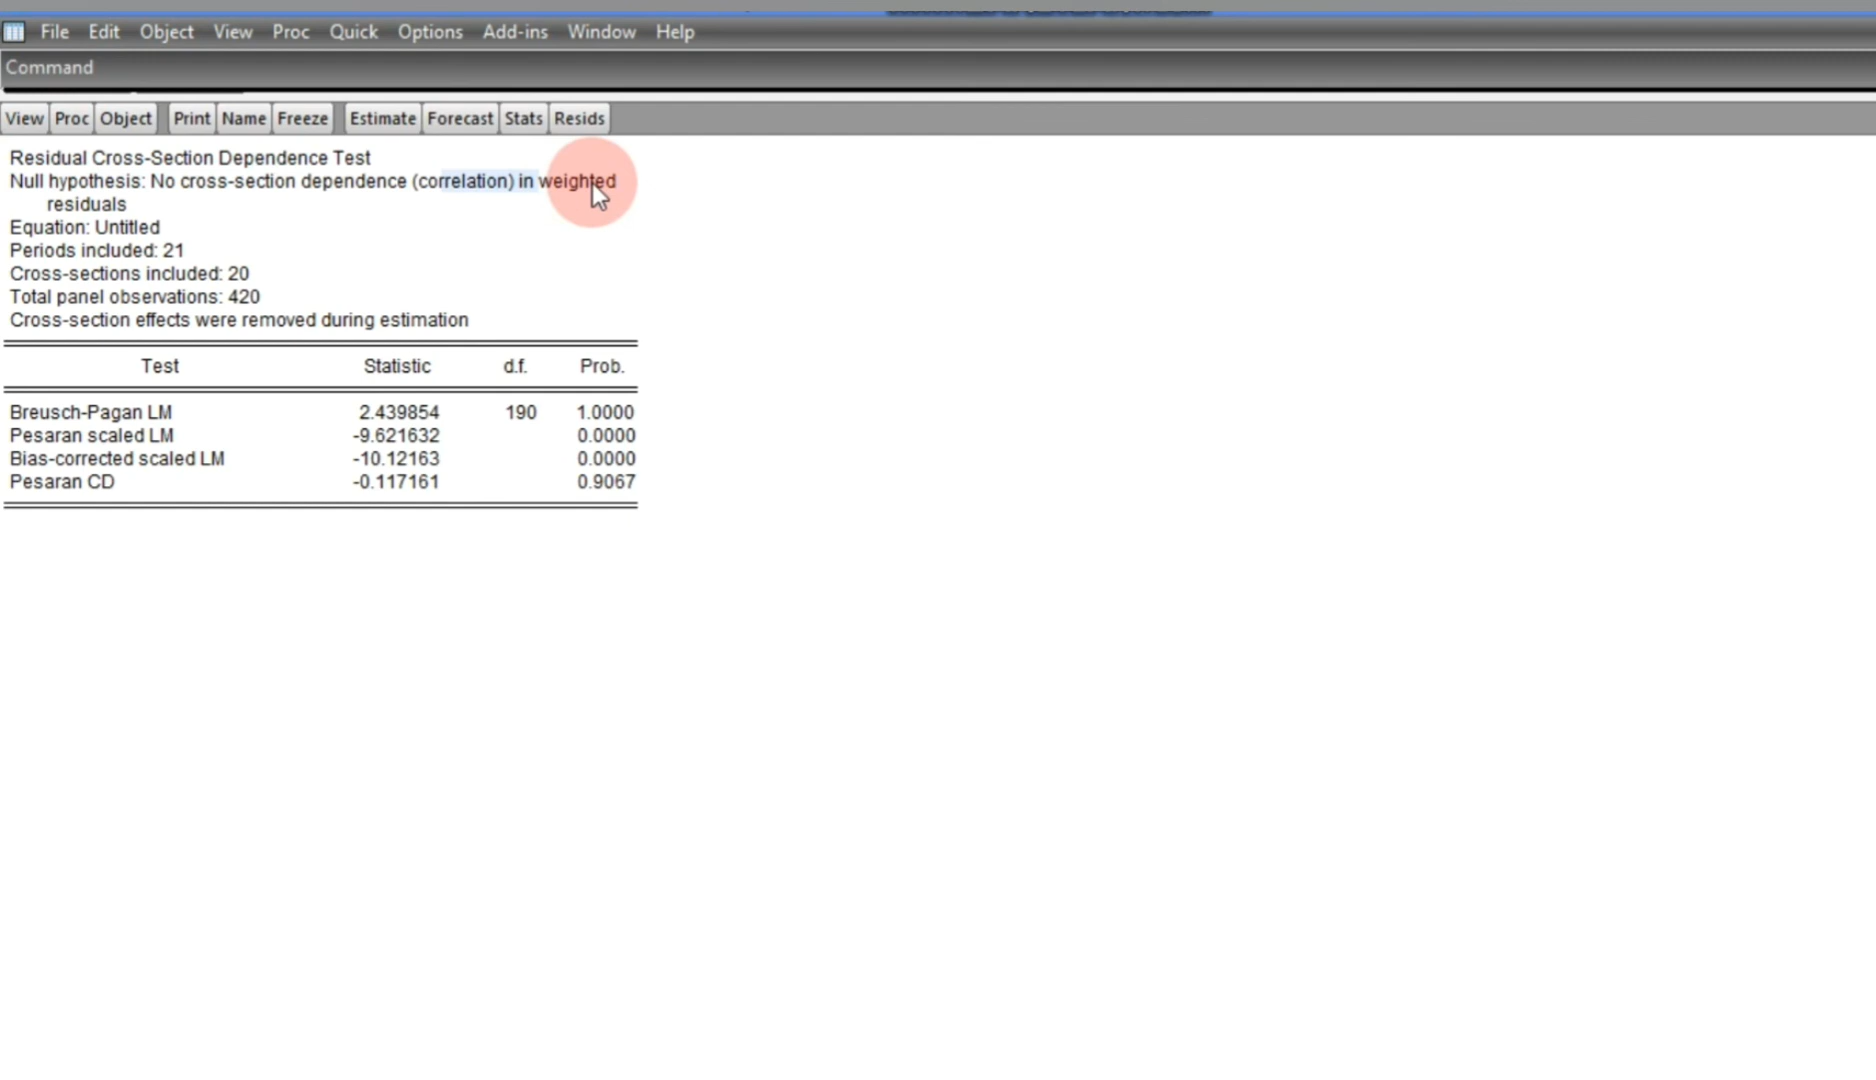 File Edit Object View Proc Quick Options Add-ins Window Help
Command
View Proc Object Print Name Freeze Estimate Forecast Stats Resids
Residual Cross-Section Dependence Test
Null hypothesis: No cross-section dependence (correlation) in weighted
residuals
Equation: Untitled
Periods included: 21
Cross-sections included: 20
Total panel observations: 420
Cross-section effects were removed during estimation
Test Statistic d.f. Prob.
Breusch-Pagan LM 2.439854 190 1.0000
Pesaran scaled LM -9.621632 0.0000
Bias-corrected scaled LM -10.12163 0.0000
Pesaran CD -0.117161 0.9067